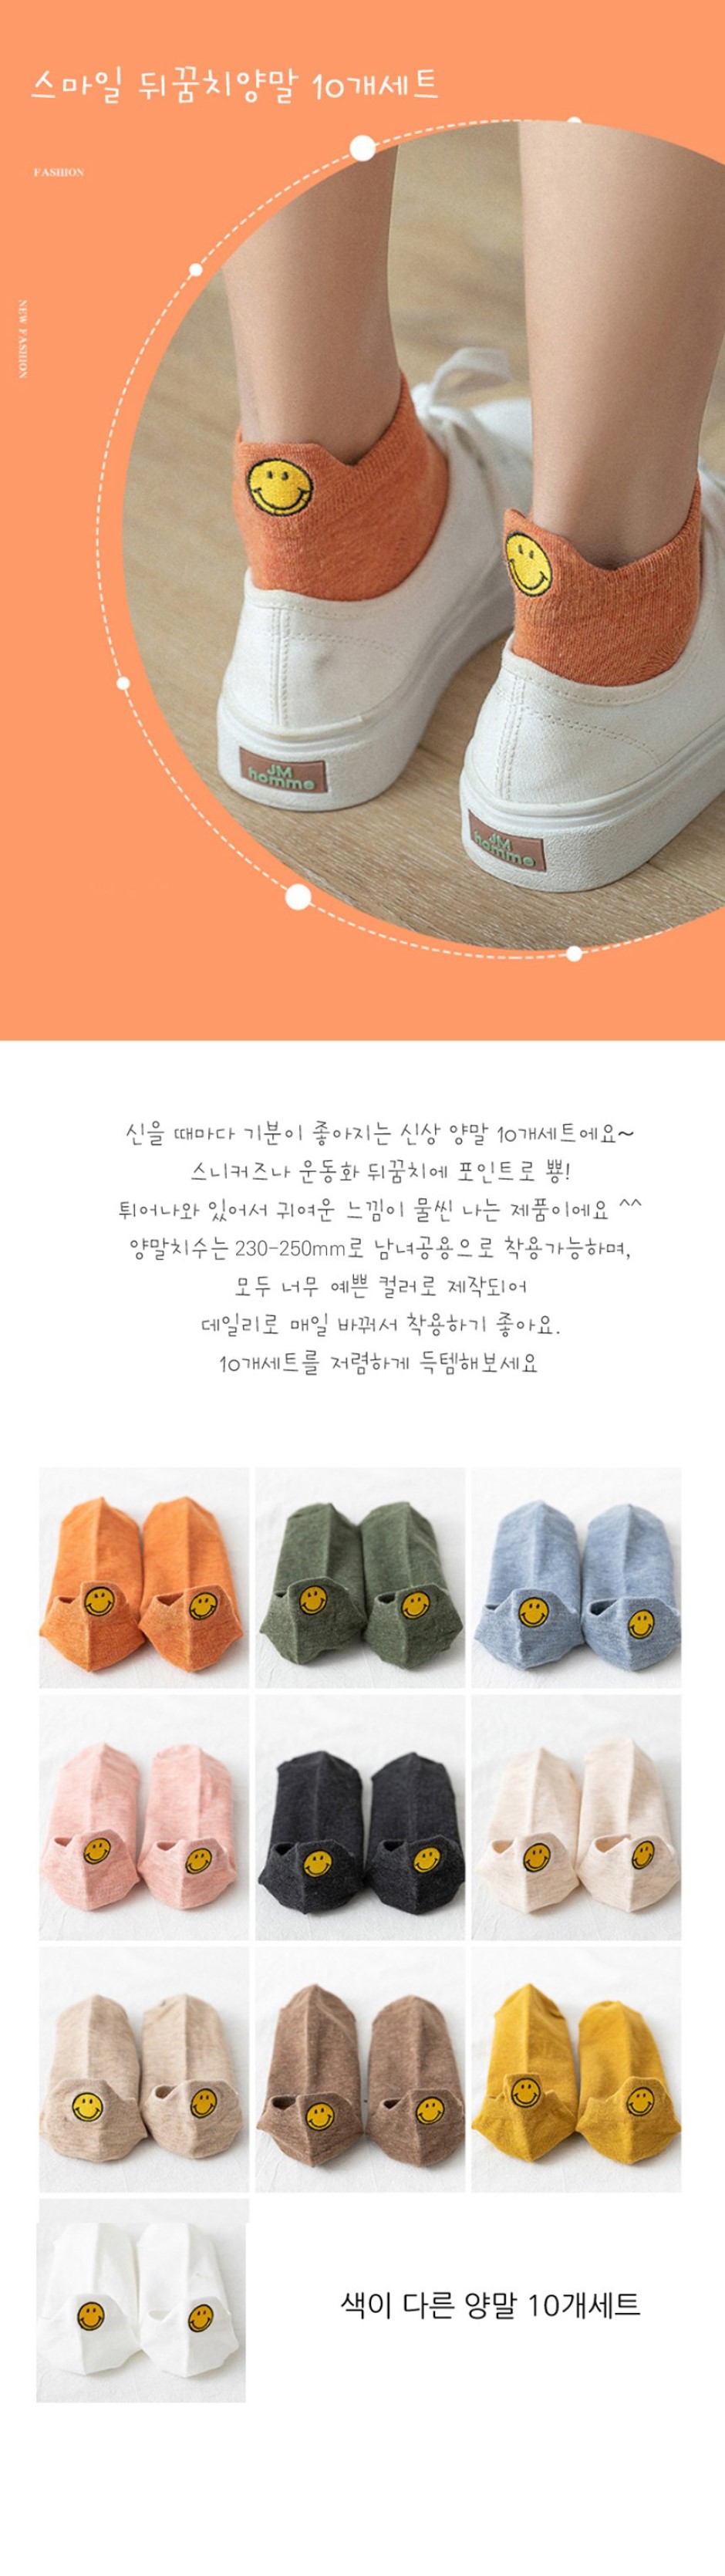 스마일 뒤꿈치양말 10개세트
FASHION
NEW FASHION
JM
homme
JM
homme
신을 때마다 기분이 좋아지는 신상 양말 10개세트에요~
스니커즈나 운동화 뒤꿈치에 포인트로 뿅!
튀어나와 있어서 귀여운 느낌이 물씬 나는 제품이에요 ^^
양말치수는 230-250mm로 남녀공용으로 착용가능하며,
모두 너무 예쁜 컬러로 제작되어
데일리로 매일 바꿔서 착용하기 좋아요.
10개세트를 저렴하게 득템해보세요
색이 다른 양말 10개세트